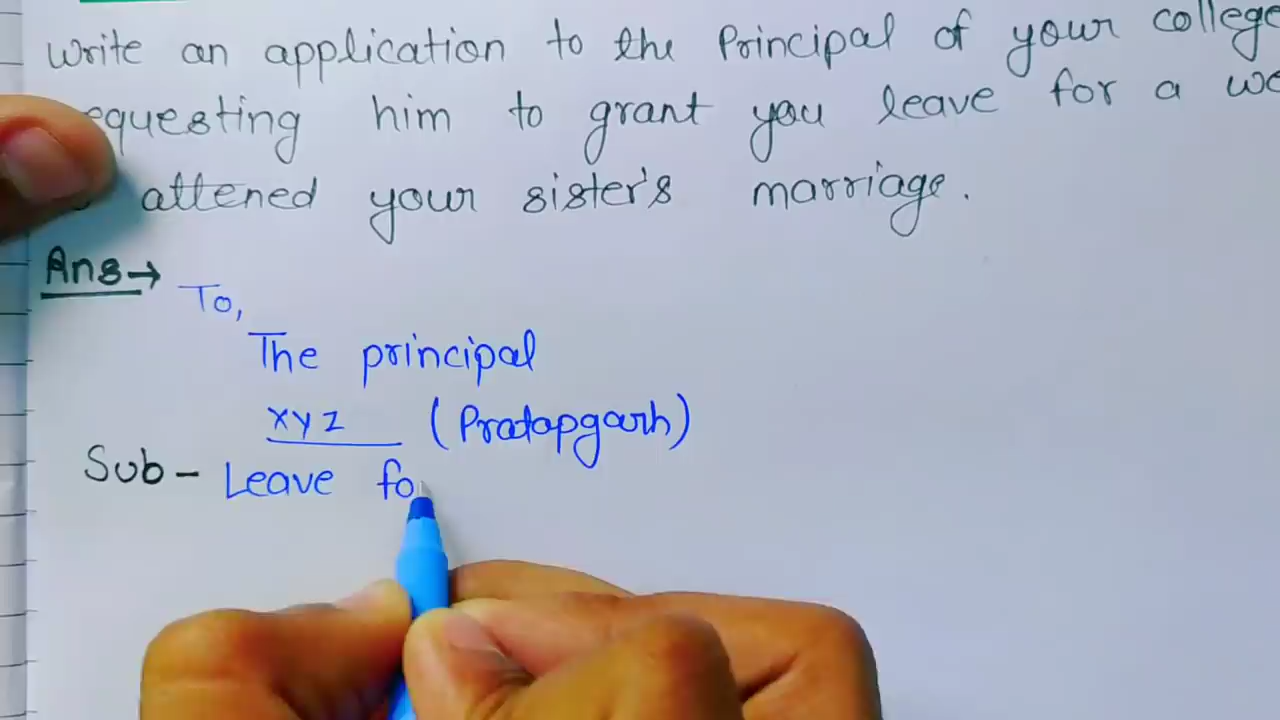 Write an application to the Principal of your college
equesting him to grant you leave for a we
attened your sister's marriage.
Ans→
To,
The principal
xyz (Pratapgarh)
Sub - Leave fo